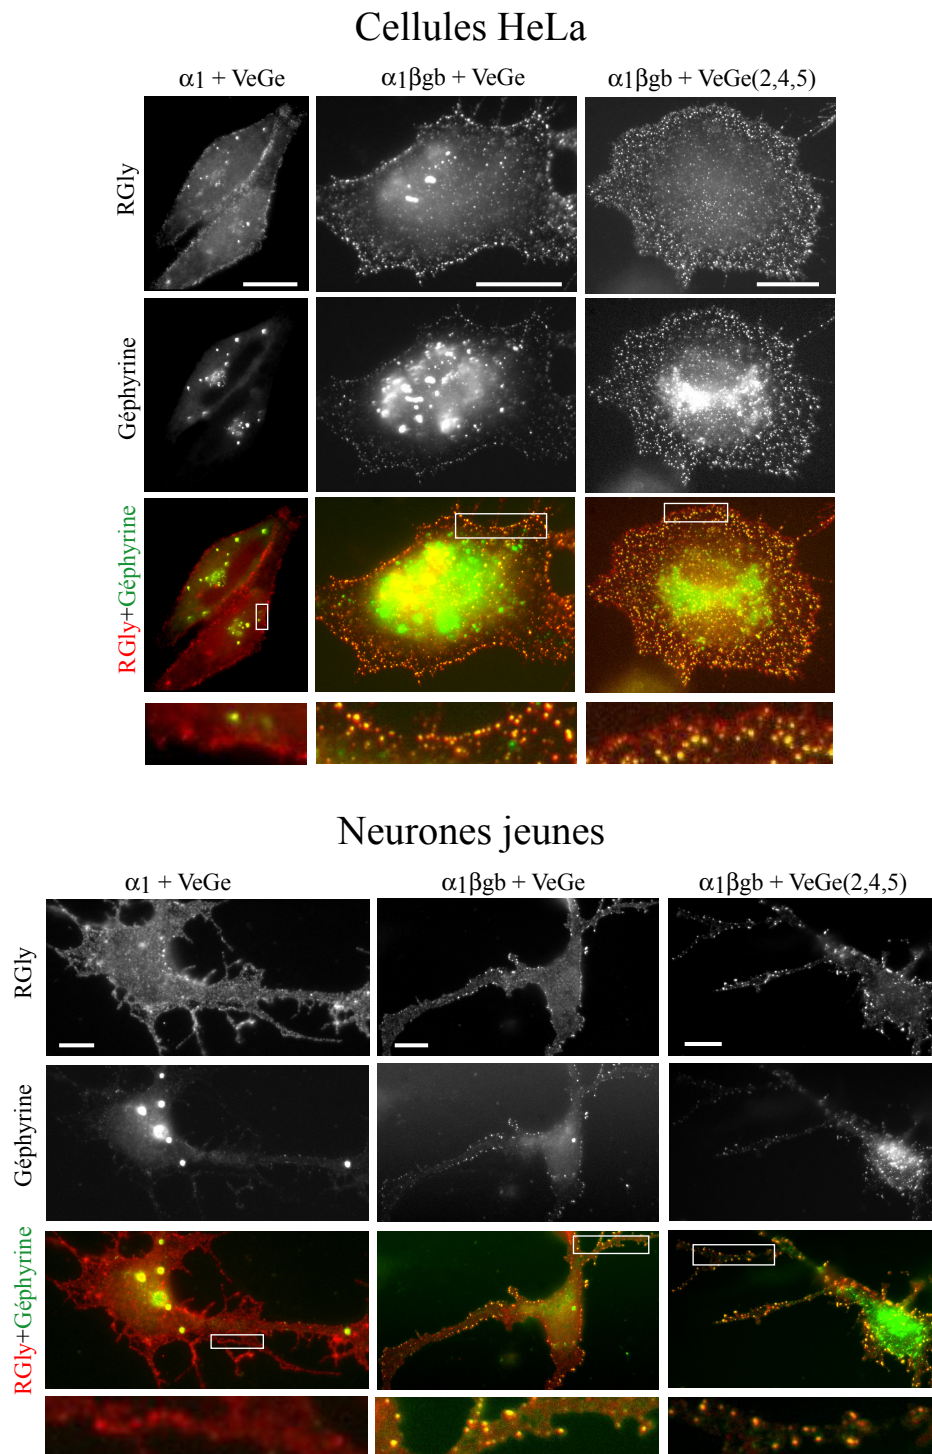 Cellules HeLa
α1 + VeGe
α1βgb + VeGe
α1βgb + VeGe(2,4,5)
RGly
Géphyrine
RGly+Géphyrine
Neurones jeunes
α1 + VeGe
α1βgb + VeGe
α1βgb + VeGe(2,4,5)
RGly
Géphyrine
RGly+Géphyrine